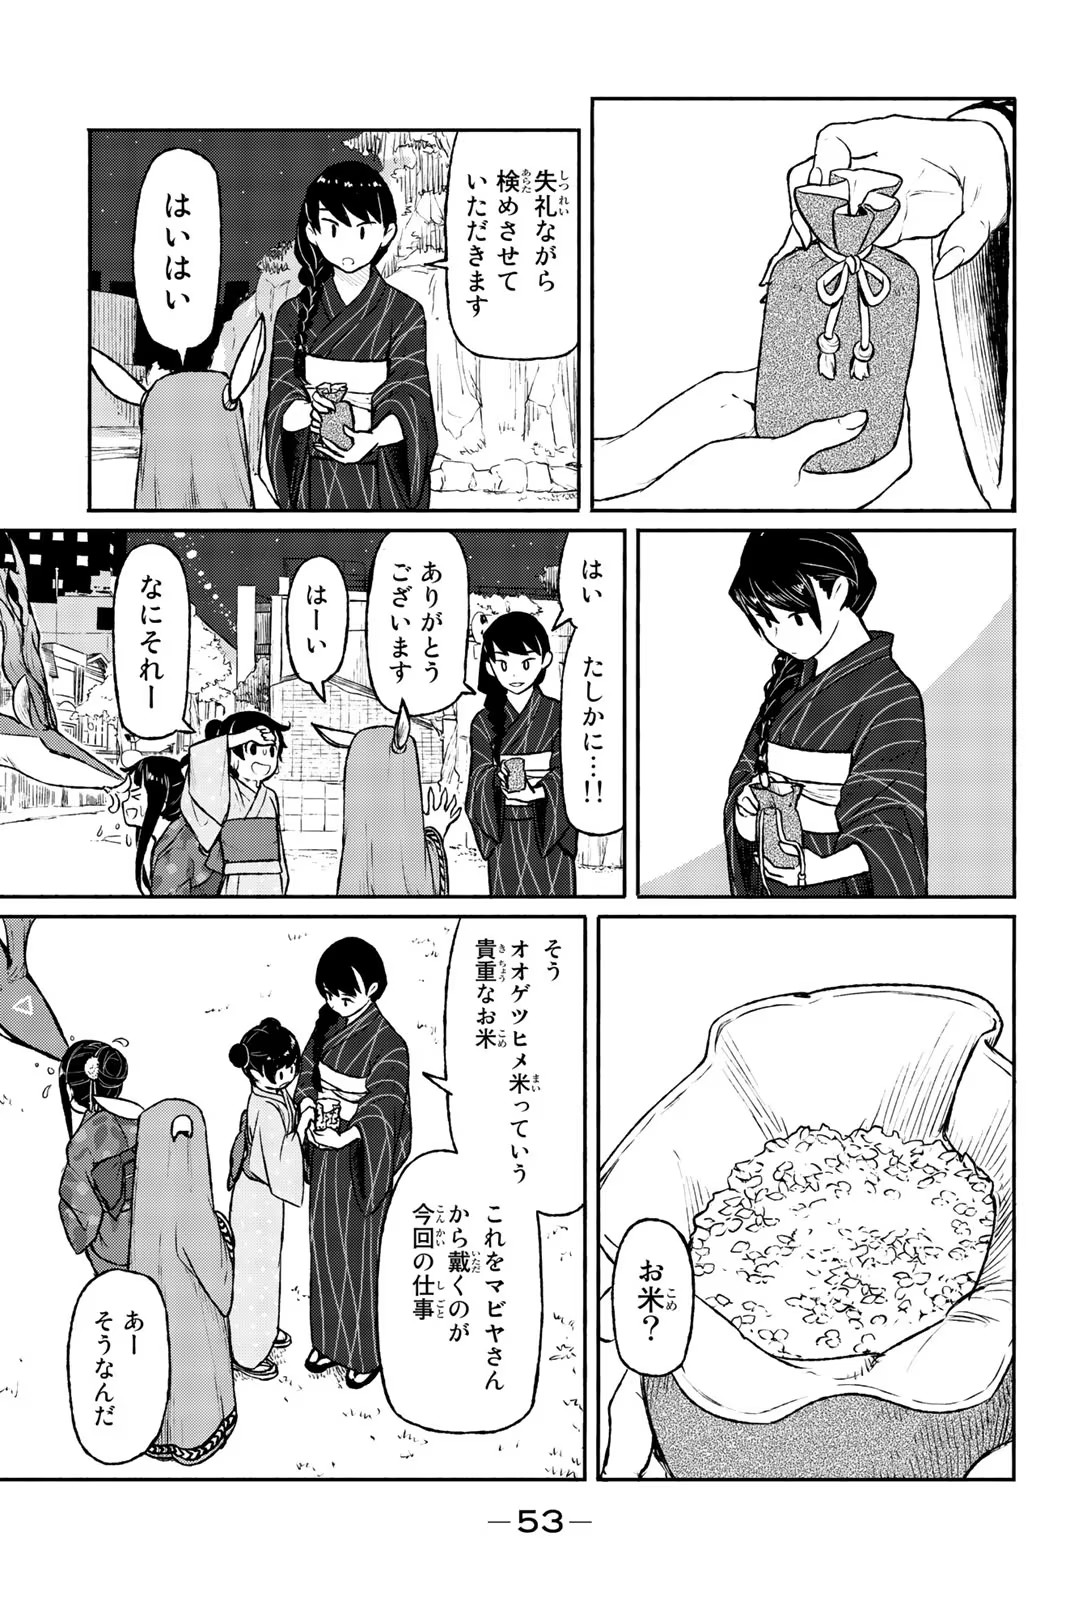 失礼ながら
検めさせて
いただきます
はいはい
はい たしかに…!!
ありがとう
ございます
はーい
なにそれー
お米?
そう
オオゲツヒメ米っていう
貴重なお米
これをマビヤさん
から戴くのが
今回の仕事
あー
そうなんだ
—53—